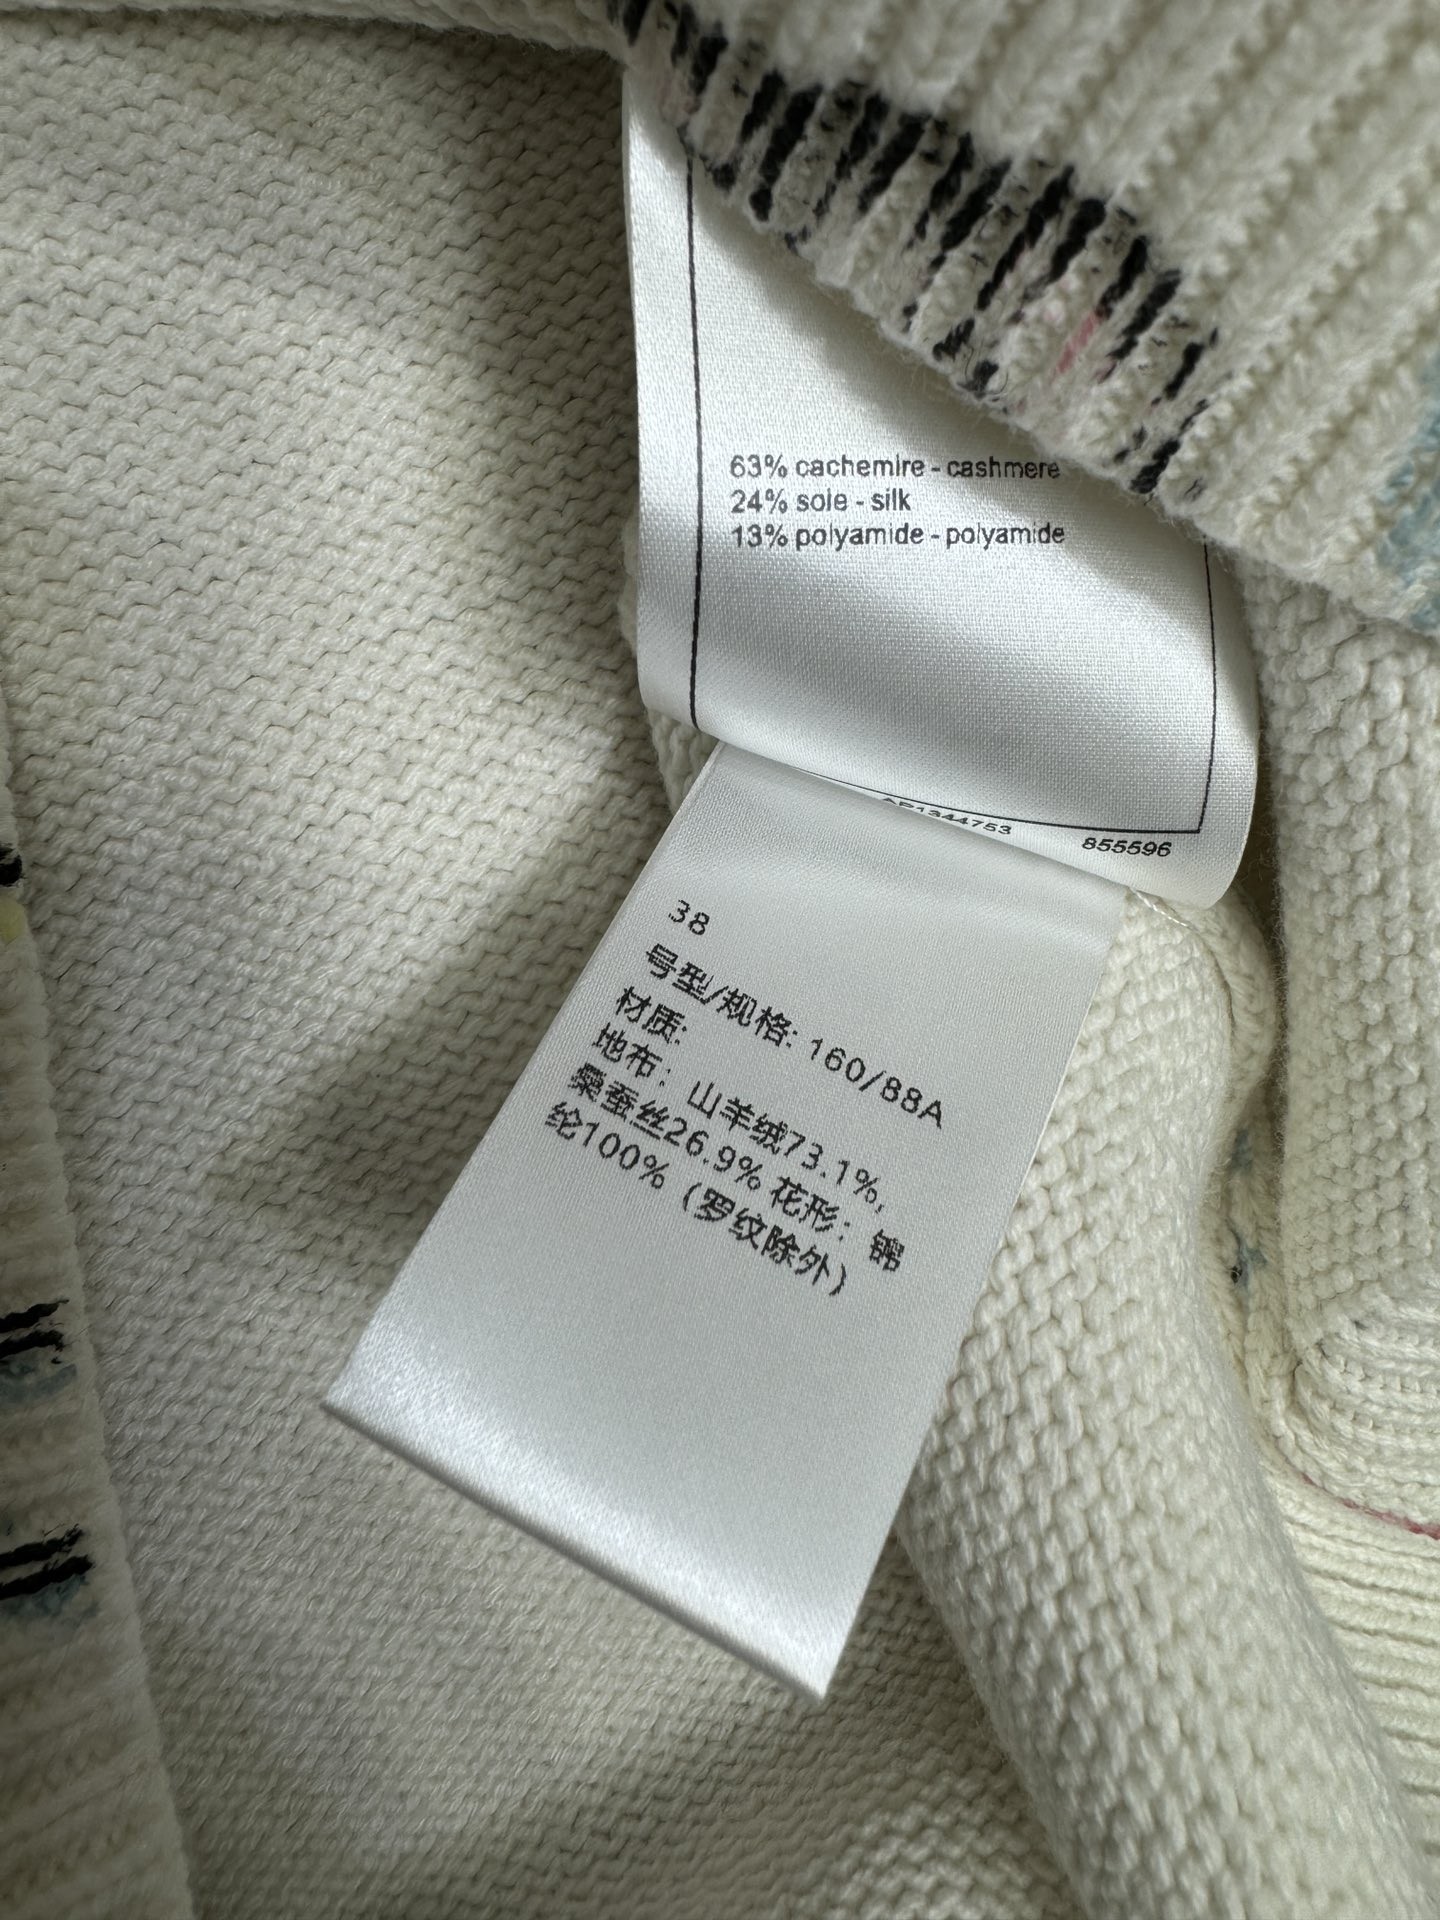 63% cachemire - cashmere
24% soie - silk
13% polyamide - polyamide
855596
38
号型/规格: 160/88A
材质:
地布：山羊绒73.1%,
桑蚕丝26.9% 花形：锦
纶100%（罗纹除外）